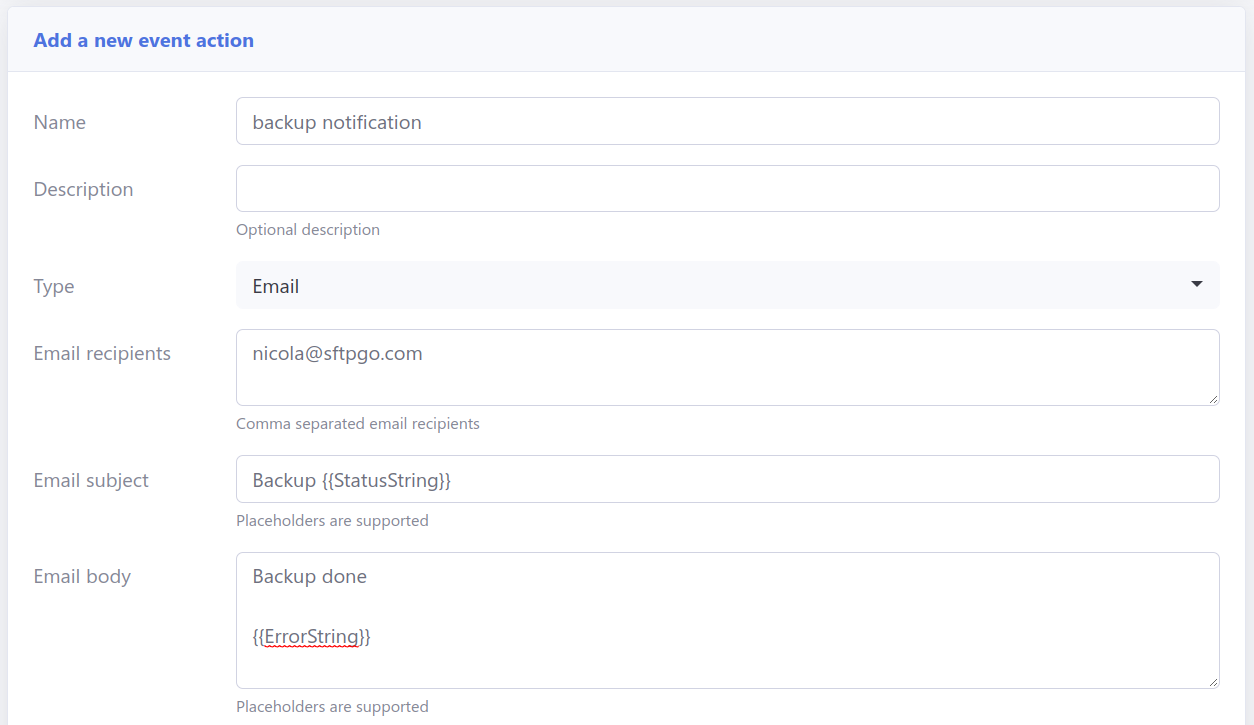 Add a new event action
Name
backup notification
Description
Optional description
Type
Email
Email recipients
nicola@sftpgo.com
Comma separated email recipients
Email subject
Backup {{StatusString}}
Placeholders are supported
Email body
Backup done
{{ErrorString}}
Placeholders are supported